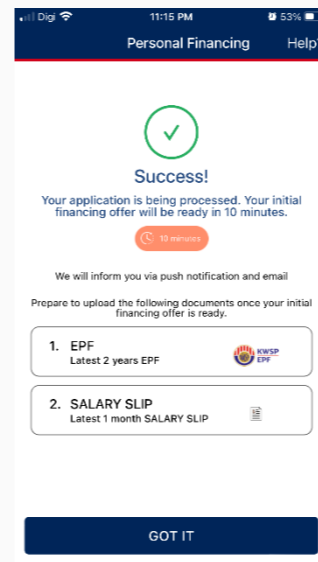 Digi 11:15 PM 53%
Personal Financing Help?
Success!
Your application is being processed. Your initial
financing offer will be ready in 10 minutes.
10 minutes
We will inform you via push notification and email
Prepare to upload the following documents once your initial
financing offer is ready.
1. EPF
Latest 2 years EPF
KWSP
EPF
2. SALARY SLIP
Latest 1 month SALARY SLIP
GOT IT